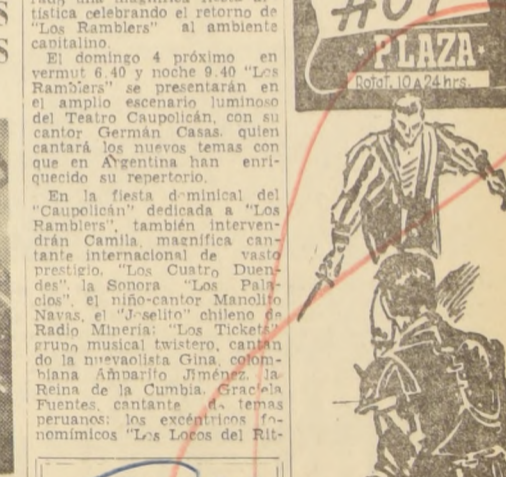 tística celebrando el retorno de
"Los Ramblers" al ambiente
capitalino.
El domingo 4 próximo en
vermut 6.40 y noche 9.40 "Los
Ramblers" se presentarán en
el amplio escenario luminoso
del Teatro Caupolicán, con su
cantor Germán Casas. quien
cantará los nuevos temas con
que en Argentina han enri-
quecido su repertorio.
En la fiesta dominical del
"Caupolicán" dedicada a "Los
Ramblers", también interven-
drán Camila, magnífica can-
tante internacional de vasto
prestigio, "Los Cuatro Duen-
des". la Sonora "Los Pala-
cios", el niño-cantor Manolito
Navas, el "Joselito" chileno de
Radio Minería: "Los Tickets"
grupo musical twistero, cantan
do la nuevaolista Gina, colom-
biana Amparito Jiménez, la
Reina de la Cumbia. Graciela
Fuentes, cantante de temas
peruanos; los excéntricos fo-
nomímicos "Los Locos del Rit-
PLAZA
Rotat. 10 A 24 hrs.